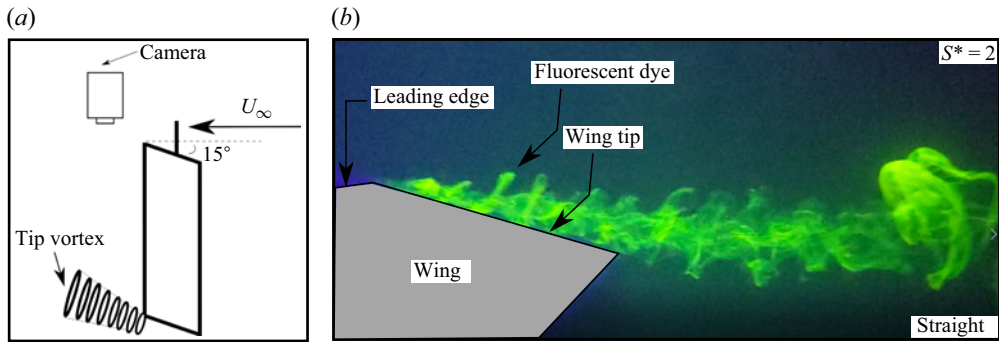 (a)
Camera
U∞
15°
Tip vortex
(b)
S* = 2
Fluorescent dye
Leading edge
Wing tip
Wing
Straight